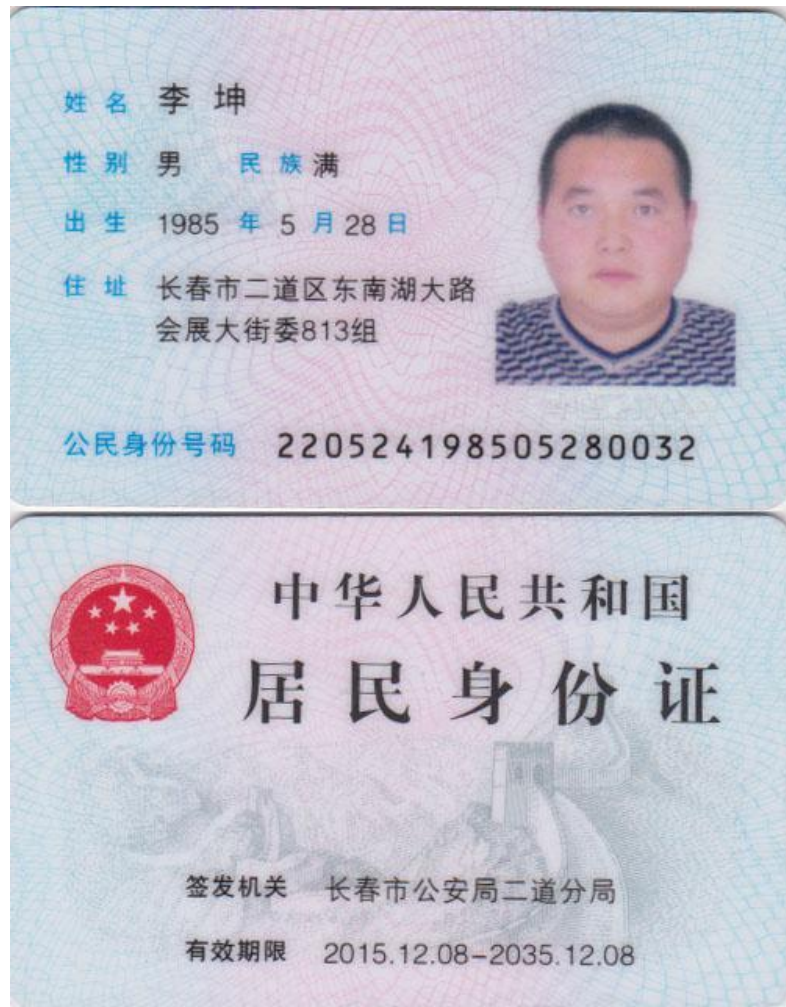 姓名 李坤
性别 男 民族 满
出生 1985 年 5 月 28 日
住址 长春市二道区东南湖大路
会展大街委813组
公民身份号码 220524198505280032
中华人民共和国
居民身份证
签发机关 长春市公安局二道分局
有效期限 2015.12.08-2035.12.08